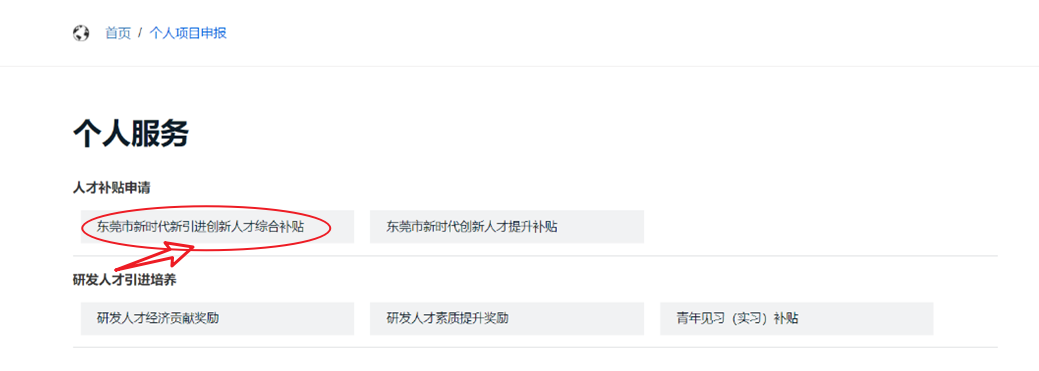 首页 / 个人项目申报
个人服务
人才补贴申请
东莞市新时代新引进创新人才综合补贴 东莞市新时代创新人才提升补贴
研发人才引进培养
研发人才经济贡献奖励 研发人才素质提升奖励 青年见习（实习）补贴